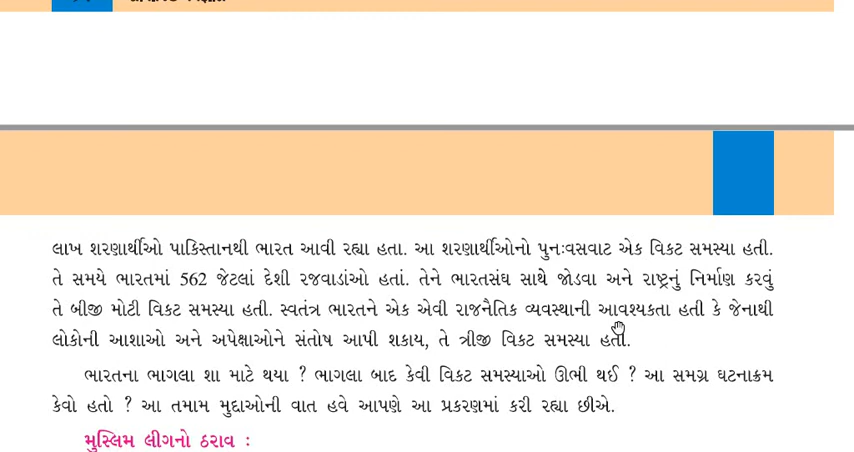 લાખ શરણાર્થીઓ પાકિસ્તાનથી ભારત આવી રહ્યા હતા. આ શરણાર્થીઓનો પુનઃવસવાટ એક વિકટ સમસ્યા હતી.
તે સમયે ભારતમાં 562 જેટલાં દેશી રજવાડાંઓ હતાં. તેને ભારતસંઘ સાથે જોડવા અને રાષ્ટ્રનું નિર્માણ કરવું
તે બીજી મોટી વિકટ સમસ્યા હતી. સ્વતંત્ર ભારતને એક એવી રાજનૈતિક વ્યવસ્થાની આવશ્યકતા હતી કે જેનાથી
લોકોની આશાઓ અને અપેક્ષાઓને સંતોષ આપી શકાય, તે ત્રીજી વિકટ સમસ્યા હતી.
ભારતના ભાગલા શા માટે થયા ? ભાગલા બાદ કેવી વિકટ સમસ્યાઓ ઊભી થઈ ? આ સમગ્ર ઘટનાક્રમ
કેવો હતો ? આ તમામ મુદ્દાઓની વાત હવે આપણે આ પ્રકરણમાં કરી રહ્યા છીએ.
મુસ્લિમ લીગનો ઠરાવ :